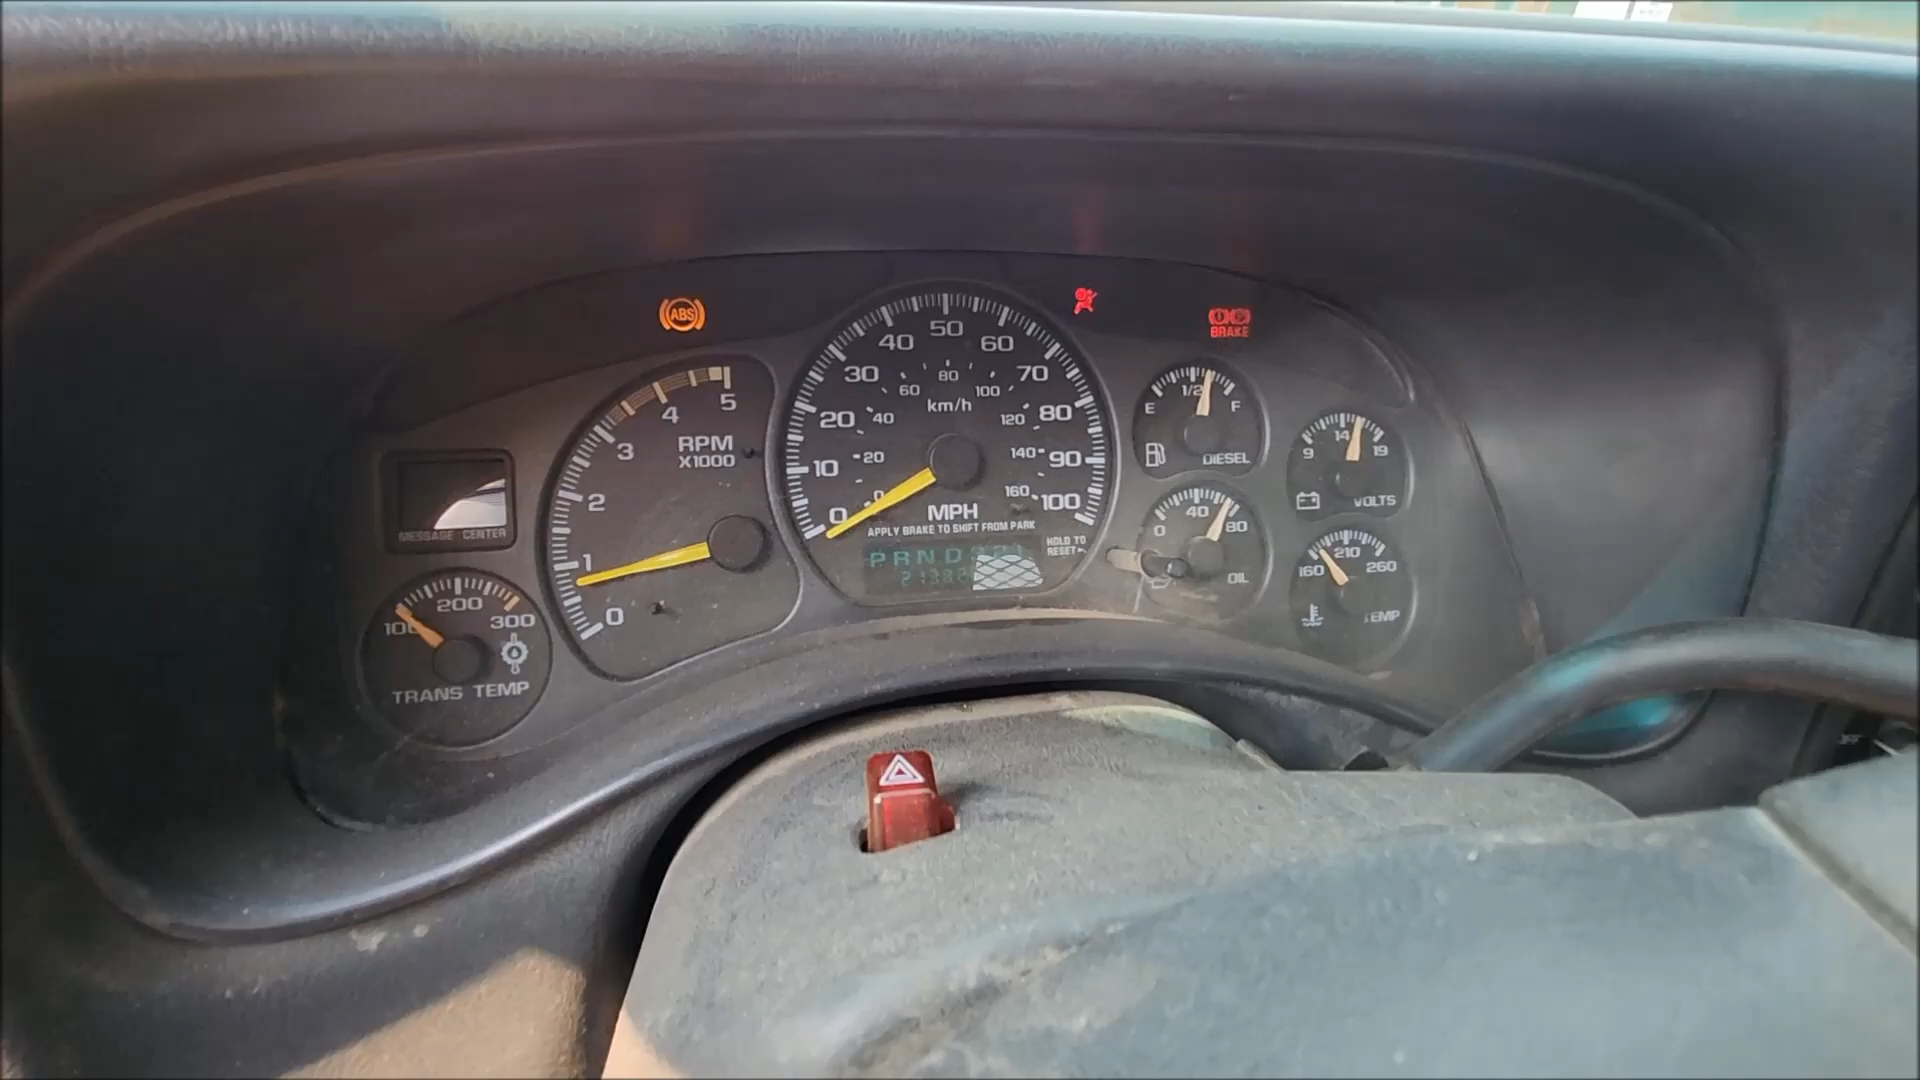 ABS
BRAKE
50
40 60
30 70
20 80
10 90
0 100
60 80 100
40 120
20 140
0 160
km/h
MPH
APPLY BRAKE TO SHIFT FROM PARK
HOLD TO
RESET
P R N D
5
4
3
2
1
0
RPM
X1000
MESSAGE CENTER
100 200 300
TRANS TEMP
E 1/2 F
DIESEL
9 14 19
VOLTS
0 40 80
OIL
160 210 260
TEMP